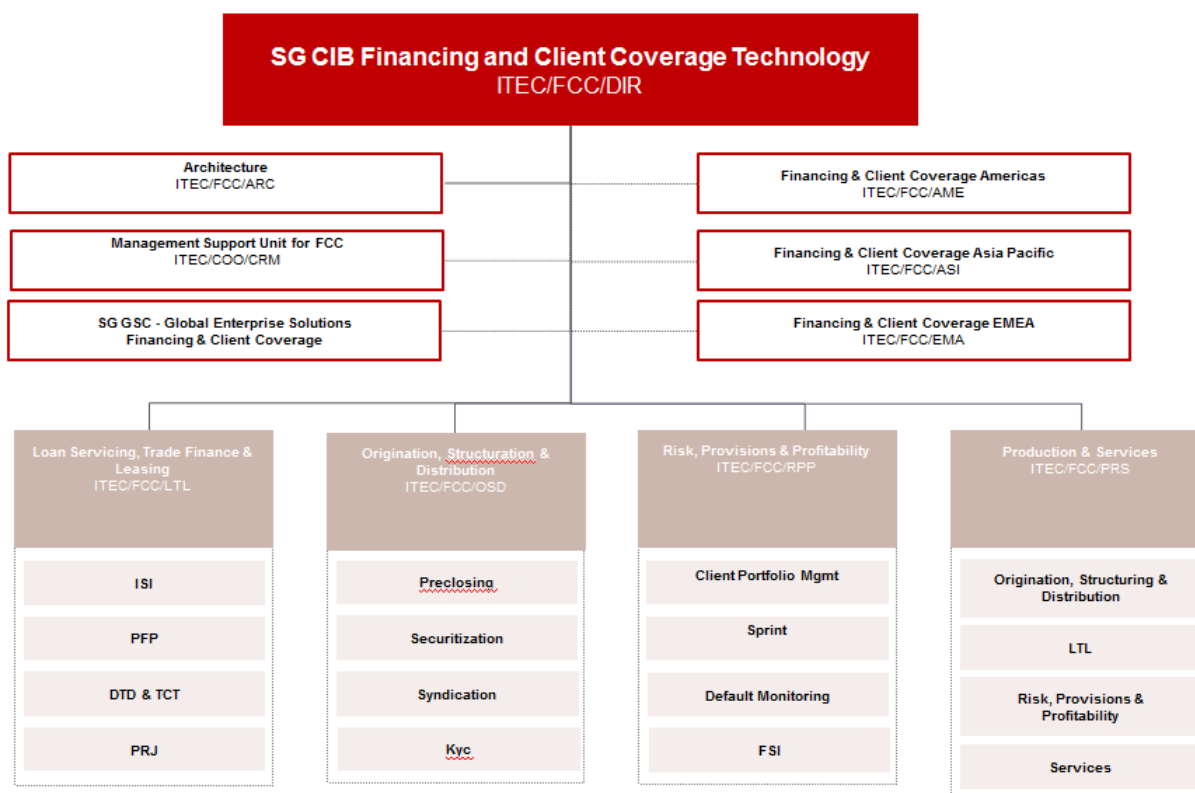 SG CIB Financing and Client Coverage Technology
ITEC/FCC/DIR
Architecture
ITEC/FCC/ARC
Financing & Client Coverage Americas
ITEC/FCC/AME
Management Support Unit for FCC
ITEC/COO/CRM
Financing & Client Coverage Asia Pacific
ITEC/FCC/ASI
SG GSC - Global Enterprise Solutions
Financing & Client Coverage
Financing & Client Coverage EMEA
ITEC/FCC/EMA
Loan Servicing, Trade Finance &
Leasing
ITEC/FCC/LTL
ISI
PFP
DTD & TCT
PRJ
Origination, Structuration &
Distribution
ITEC/FCC/OSD
Preclosing
Securitization
Syndication
Kyc
Risk, Provisions & Profitability
ITEC/FCC/RPP
Client Portfolio Mgmt
Sprint
Default Monitoring
FSI
Production & Services
ITEC/FCC/PRS
Origination, Structuring &
Distribution
LTL
Risk, Provisions &
Profitability
Services